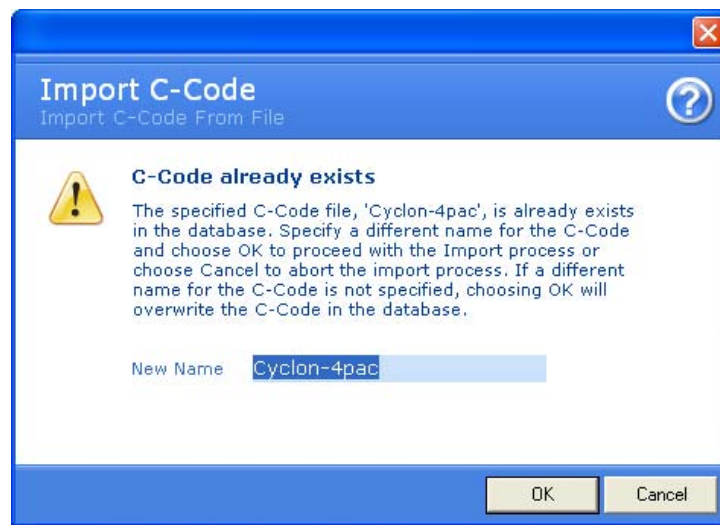 Import C-Code
Import C-Code From File
C-Code already exists
The specified C-Code file, 'Cyclon-4pac', is already exists
in the database. Specify a different name for the C-Code
and choose OK to proceed with the Import process or
choose Cancel to abort the import process. If a different
name for the C-Code is not specified, choosing OK will
overwrite the C-Code in the database.
New Name Cyclon-4pac
OK Cancel